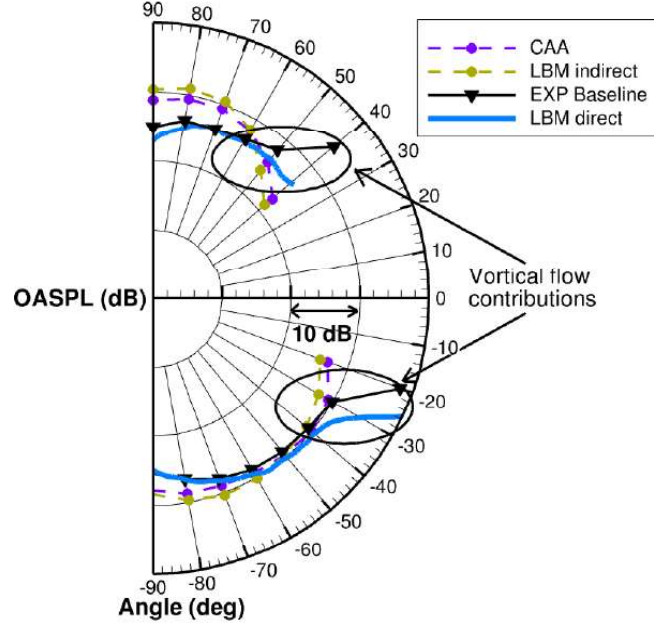 90
80
70
60
50
40
30
20
10
0
-10
-20
-30
-40
-50
-60
-70
-80
-90
CAA
LBM indirect
EXP Baseline
LBM direct
OASPL (dB)
10 dB
Vortical flow
contributions
Angle (deg)